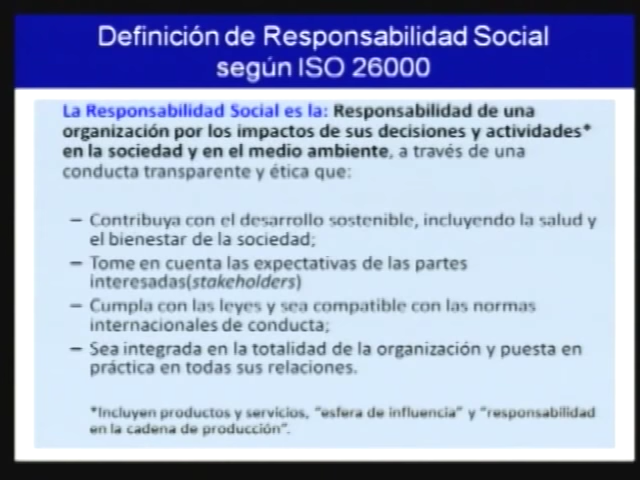 Definición de Responsabilidad Social
según ISO 26000
La Responsabilidad Social es la: Responsabilidad de una
organización por los impactos de sus decisiones y actividades*
en la sociedad y en el medio ambiente, a través de una
conducta transparente y ética que:
– Contribuya con el desarrollo sostenible, incluyendo la salud y
el bienestar de la sociedad;
– Tome en cuenta las expectativas de las partes
interesadas(stakeholders)
– Cumpla con las leyes y sea compatible con las normas
internacionales de conducta;
– Sea integrada en la totalidad de la organización y puesta en
práctica en todas sus relaciones.
*Incluyen productos y servicios, "esfera de influencia" y "responsabilidad
en la cadena de producción".